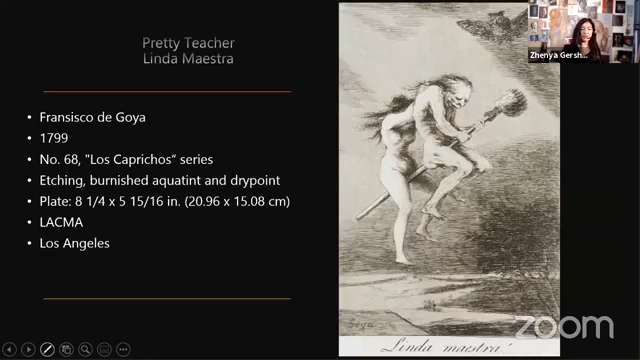 Pretty Teacher
Linda Maestra
Fransisco de Goya
1799
No. 68, "Los Caprichos” series
Etching, burnished aquatint and drypoint
Plate: 8 1/4 x 5 15/16 in. (20.96 x 15.08 cm)
LACMA
Los Angeles
Zhenya Gersh...
Goya
Linda maestra!
zoom